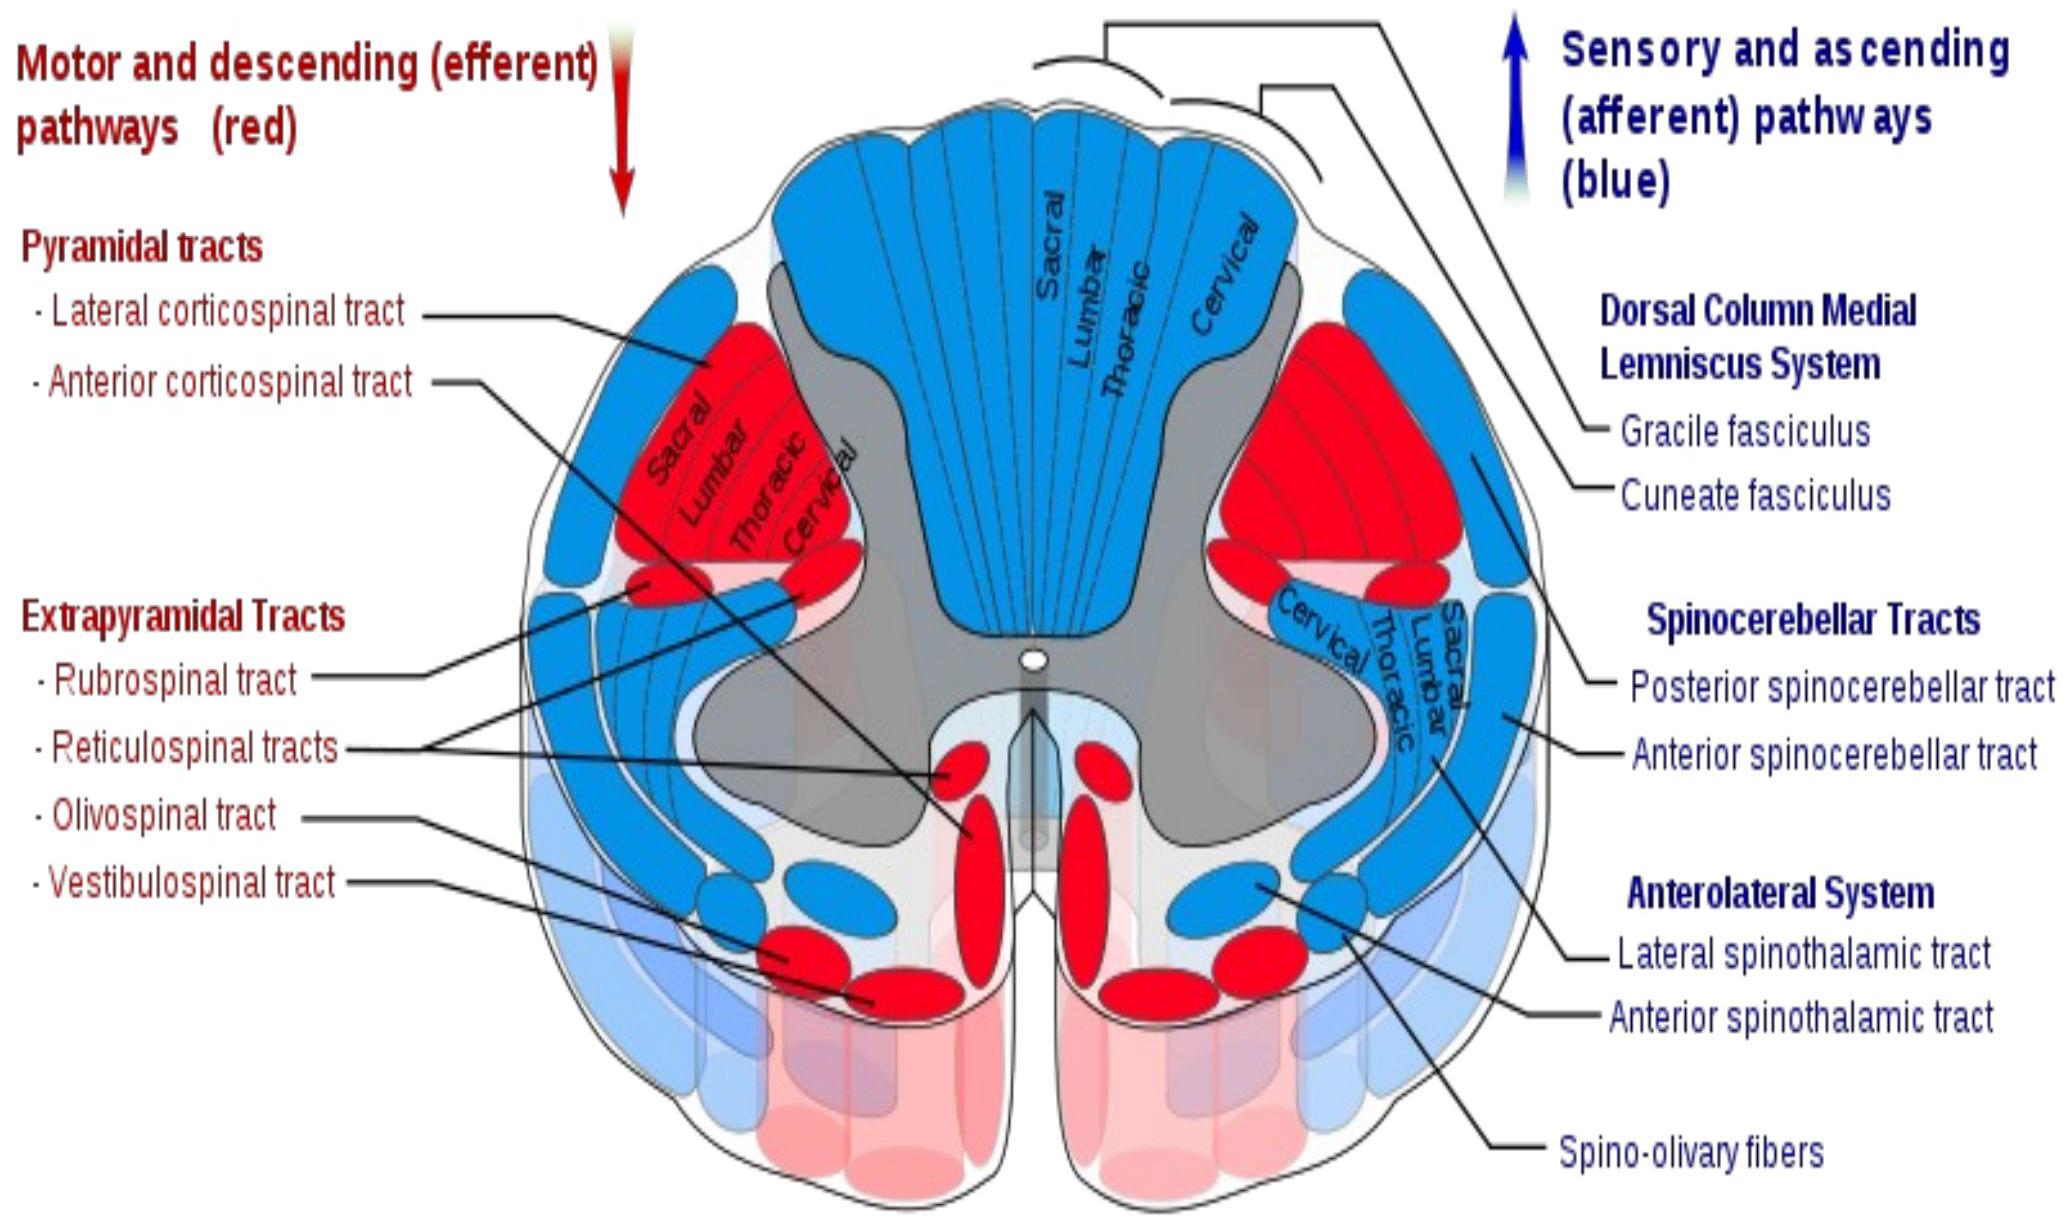 Motor and descending (efferent)
pathways (red)
Pyramidal tracts
- Lateral corticospinal tract
- Anterior corticospinal tract
Extrapyramidal Tracts
- Rubrospinal tract
- Reticulospinal tracts
- Olivospinal tract
- Vestibulospinal tract
Sacral
Lumbar
Thoracic
Cervical
Sacral
Lumbar
Thoracic
Cervical
Cervical
Thoracic
Lumbar
Sacral
Sensory and ascending
(afferent) pathways
(blue)
Dorsal Column Medial
Lemniscus System
Gracile fasciculus
Cuneate fasciculus
Spinocerebellar Tracts
Posterior spinocerebellar tract
Anterior spinocerebellar tract
Anterolateral System
Lateral spinothalamic tract
Anterior spinothalamic tract
Spino-olivary fibers